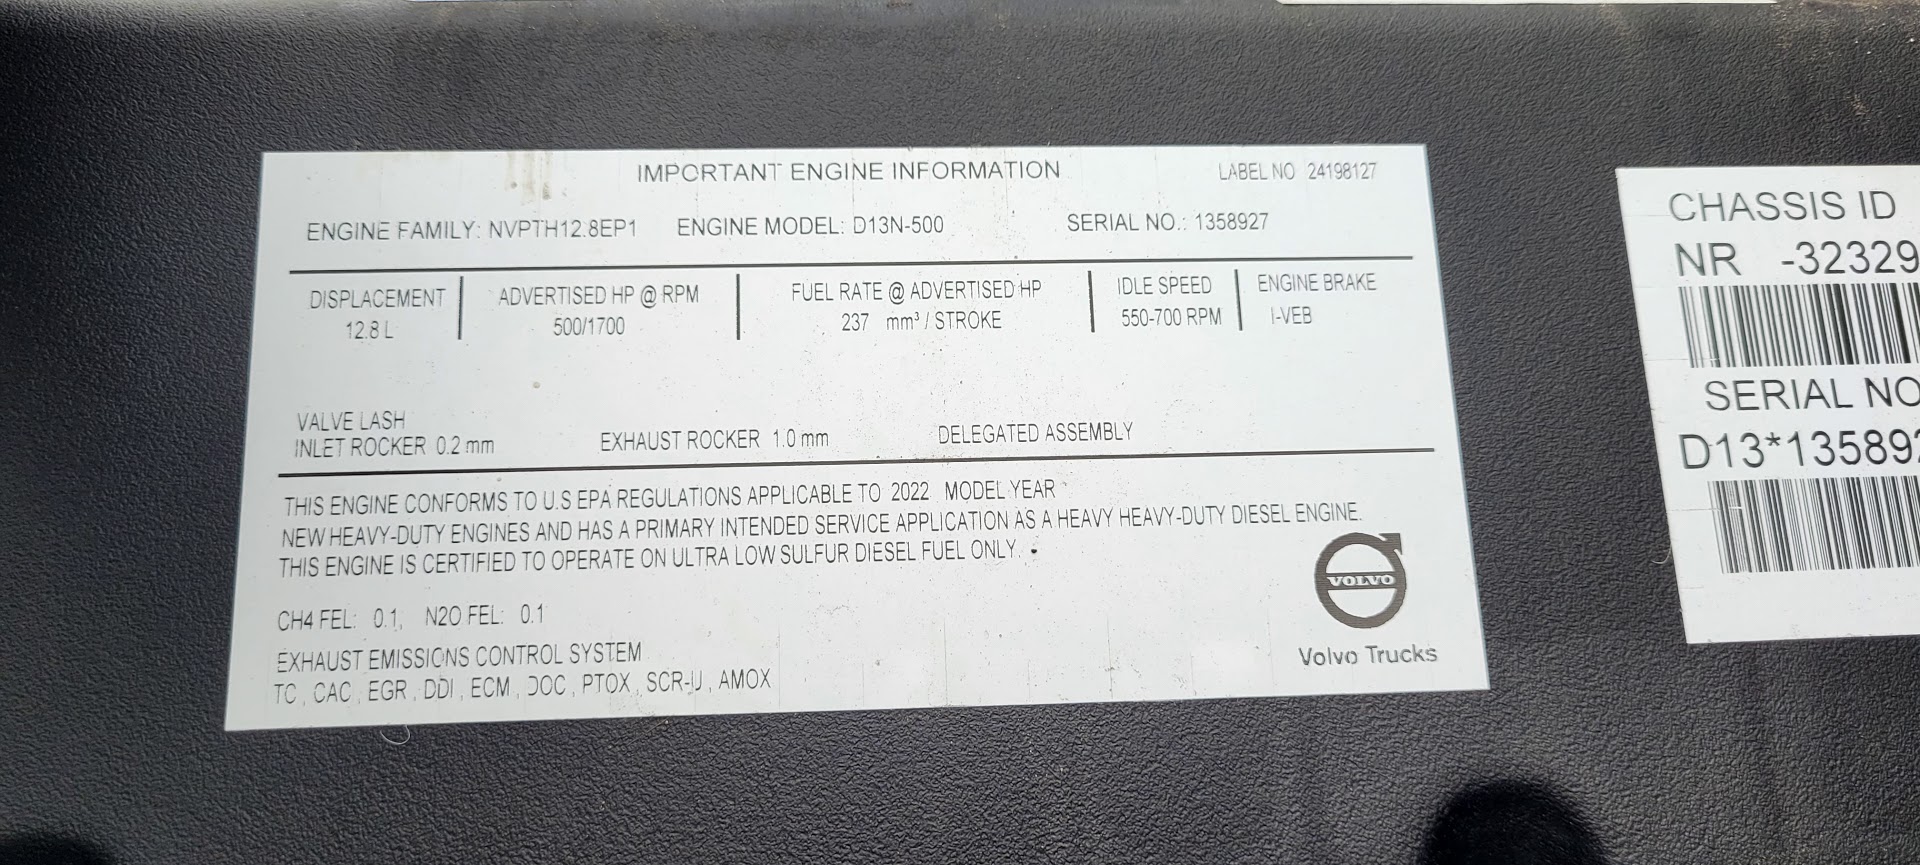 IMPORTANT ENGINE INFORMATION LABEL NO 24198127
ENGINE FAMILY: NVPTH12.8EP1 ENGINE MODEL: D13N-500 SERIAL NO.: 1358927
DISPLACEMENT ADVERTISED HP @ RPM FUEL RATE @ ADVERTISED HP IDLE SPEED ENGINE BRAKE
12.8 L 500/1700 237 mm³ / STROKE 550-700 RPM I-VEB
VALVE LASH
INLET ROCKER 0.2 mm EXHAUST ROCKER 1.0 mm DELEGATED ASSEMBLY
THIS ENGINE CONFORMS TO U.S EPA REGULATIONS APPLICABLE TO 2022 MODEL YEAR
NEW HEAVY-DUTY ENGINES AND HAS A PRIMARY INTENDED SERVICE APPLICATION AS A HEAVY HEAVY-DUTY DIESEL ENGINE.
THIS ENGINE IS CERTIFIED TO OPERATE ON ULTRA LOW SULFUR DIESEL FUEL ONLY.
CH4 FEL: 0.1, N2O FEL: 0.1
EXHAUST EMISSIONS CONTROL SYSTEM
TC, CAC, EGR, DDI, ECM, DOC, PTOX, SCR-U, AMOX
VOLVO
Volvo Trucks
CHASSIS ID
NR -32329
SERIAL NO
D13*135892